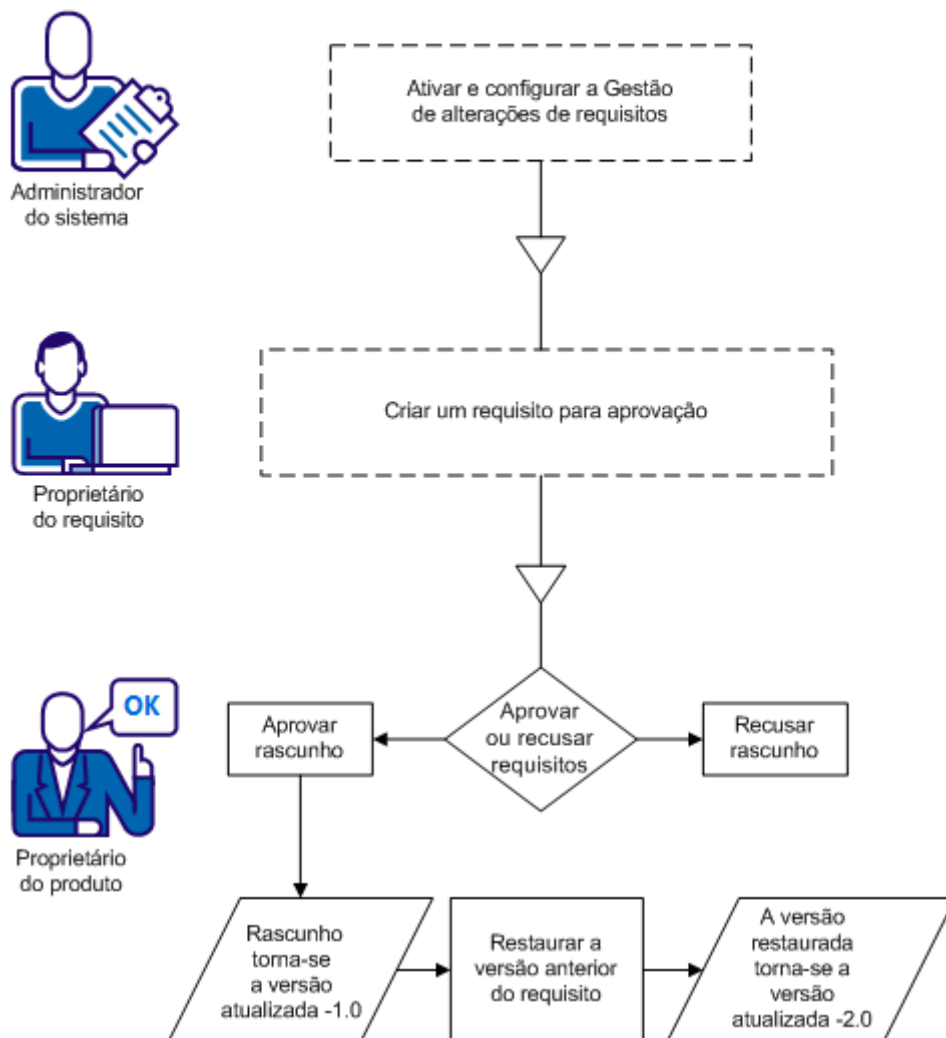 Ativar e configurar a Gestão
de alterações de requisitos
Administrador
do sistema
Criar um requisito para aprovação
Proprietário
do requisito
OK
Aprovar
rascunho
Aprovar
ou recusar
requisitos
Recusar
rascunho
Proprietário
do produto
Rascunho
torna-se
a versão
atualizada -1.0
Restaurar a
versão anterior
do requisito
A versão
restaurada
torna-se a
versão
atualizada -2.0